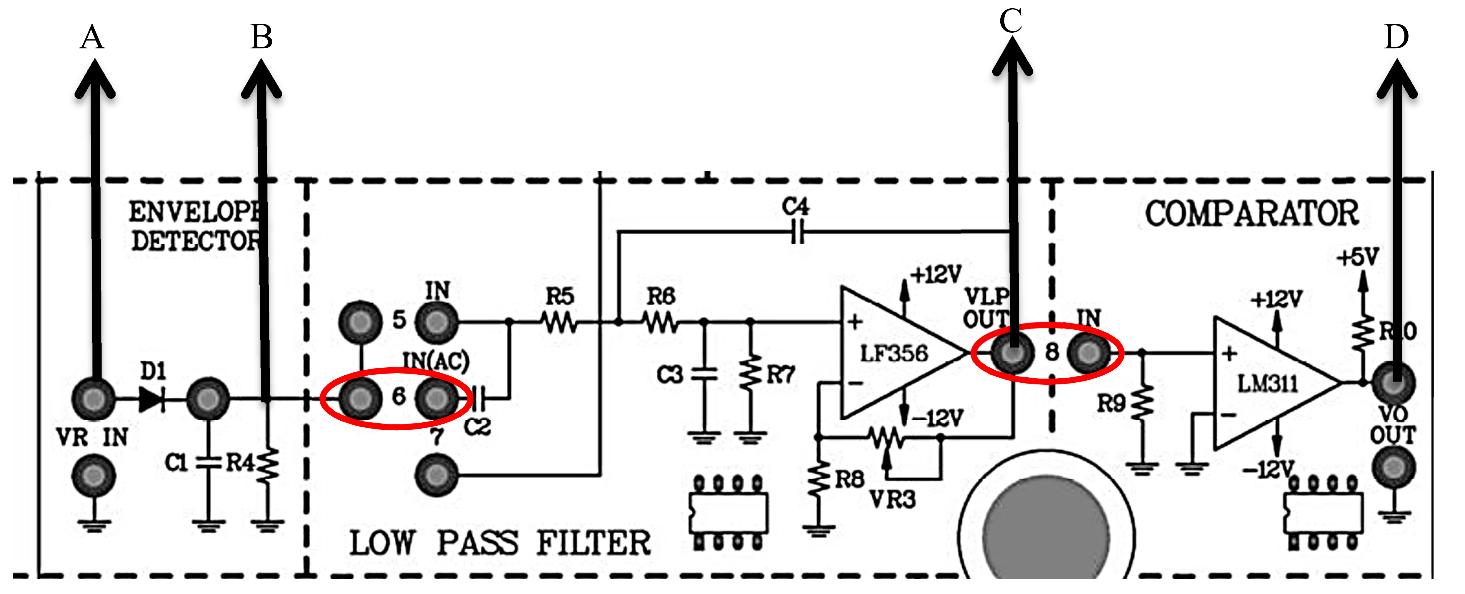 A
B
C
D
ENVELOPE
DETECTOR
COMPARATOR
C4
+5V
+12V
+12V
IN
R5
R6
VLP
OUT
IN
R10
5
IN(AC)
+
LF356
8
+
LM311
D1
6
C3
R7
-
R9
-
VR IN
7
C2
-12V
VO
OUT
C1
R4
R8
VR3
-12V
LOW PASS FILTER